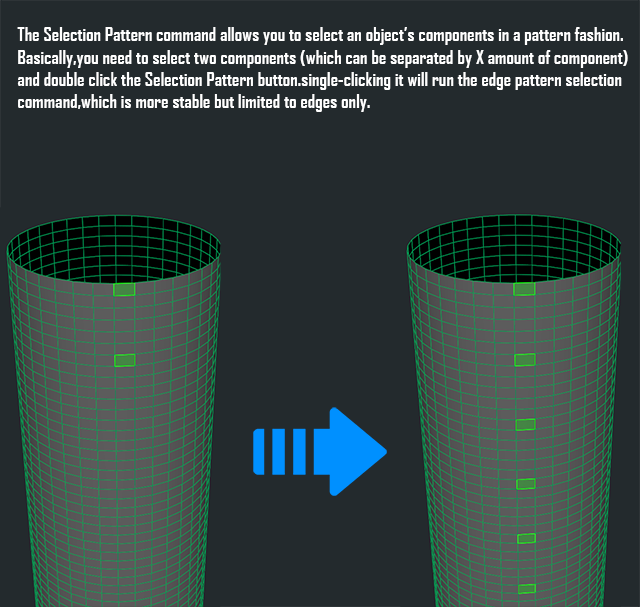 The Selection Pattern command allows you to select an object's components in a pattern fashion.
Basically,you need to select two components (which can be separated by X amount of component)
and double click the Selection Pattern button.single-clicking it will run the edge pattern selection
command,which is more stable but limited to edges only.